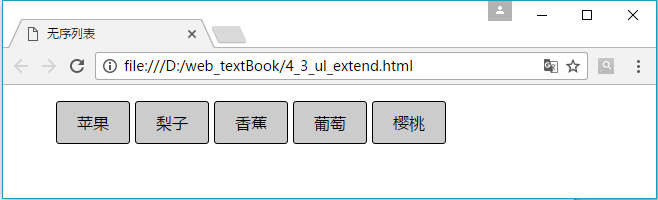 无序列表
file:///D:/web_textBook/4_3_ul_extend.html
苹果 梨子 香蕉 葡萄 樱桃